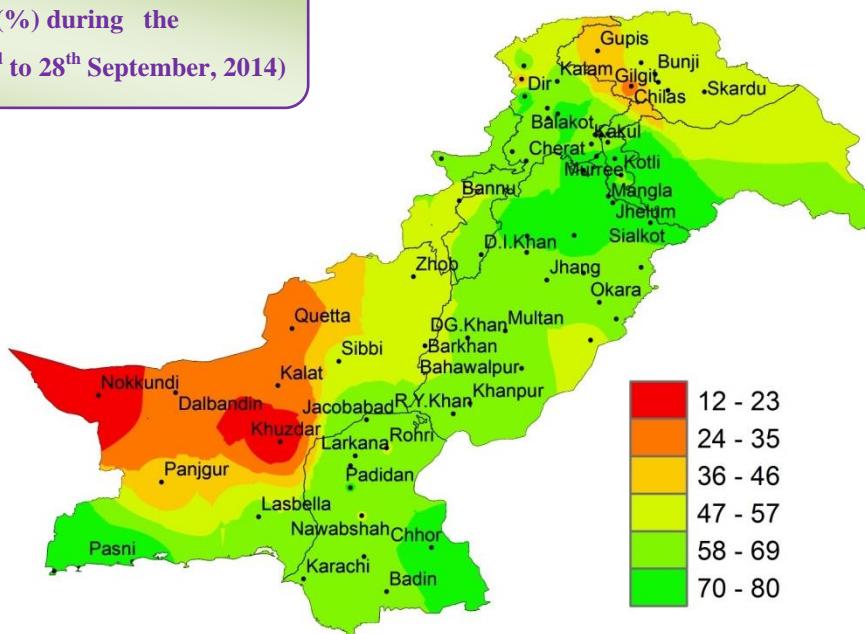 (%) during the
to 28th September, 2014)
Gupis
Bunji
Dir
Kalam
Gilgit
Chilas
Skardu
Balakot
Kakul
Cherat
Kotli
Murree
Bannu
Mangla
Jhelum
D.I.Khan
Sialkot
Zhob
Jhang
Okara
Quetta
DG.Khan
Multan
Sibbi
Barkhan
Bahawalpur
Nokkundi
Kalat
Dalbandin
Jacobabad
R.Y.Khan
Khanpur
Khuzdar
Larkana
Rohri
Panjgur
Padidan
Lasbella
Nawabshah
Chhor
Pasni
Karachi
Badin
12 - 23
24 - 35
36 - 46
47 - 57
58 - 69
70 - 80